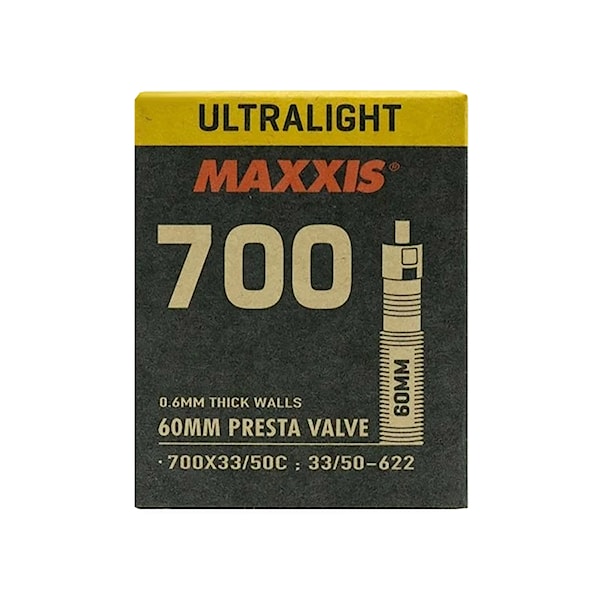 ULTRALIGHT
MAXXIS®
700
60MM
0.6MM THICK WALLS
60MM PRESTA VALVE
·700X33/50C ; 33/50-622